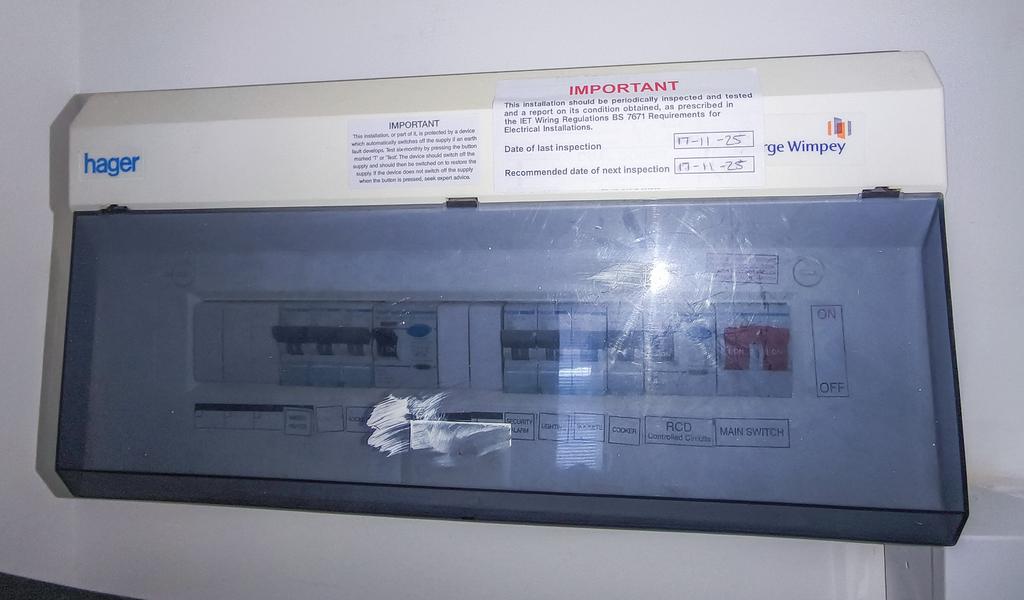 IMPORTANT
This installation should be periodically inspected and tested
and a report on its condition obtained, as prescribed in
the IET Wiring Regulations BS 7671 Requirements for
Electrical Installations.
Date of last inspection 17-11-25
Recommended date of next inspection 17-11-25
IMPORTANT
This installation, or part of it, is protected by a device
which automatically switches off the supply if an earth
fault develops. Test six-monthly by pressing the button
marked 'T' or 'Test'. The device should switch off the
supply and should then be switched on to restore the
supply. If the device does not switch off the supply
when the button is pressed, seek expert advice.
hager
rge Wimpey
ON
OFF
SECURITY
ALARM
COOKER
RCD
Controlled Circuits
MAIN SWITCH